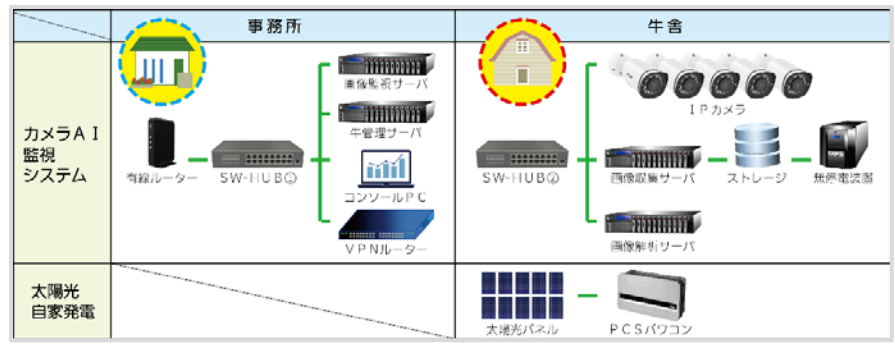 事務所
牛舎
カメラAI
監視
システム
画像監視サーバ
牛管理サーバ
コンソールPC
VPNルーター
有線ルーター
SW-HUB①
IPカメラ
SW-HUB②
画像収集サーバ
ストレージ
無停電装置
画像解析サーバ
太陽光
自家発電
太陽光パネル
PCSパワコン